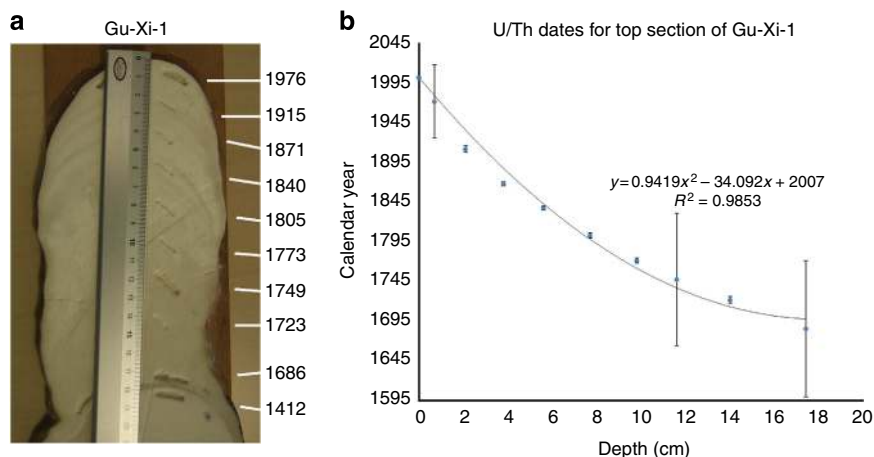 a
Gu-Xi-1
1976
1915
1871
1840
1805
1773
1749
1723
1686
1412
b
U/Th dates for top section of Gu-Xi-1
2045
1995
1945
1895
1845
1795
1745
1695
1645
1595
Calendar year
y=0.9419x² – 34.092x + 2007
R² = 0.9853
0 2 4 6 8 10 12 14 16 18 20
Depth (cm)